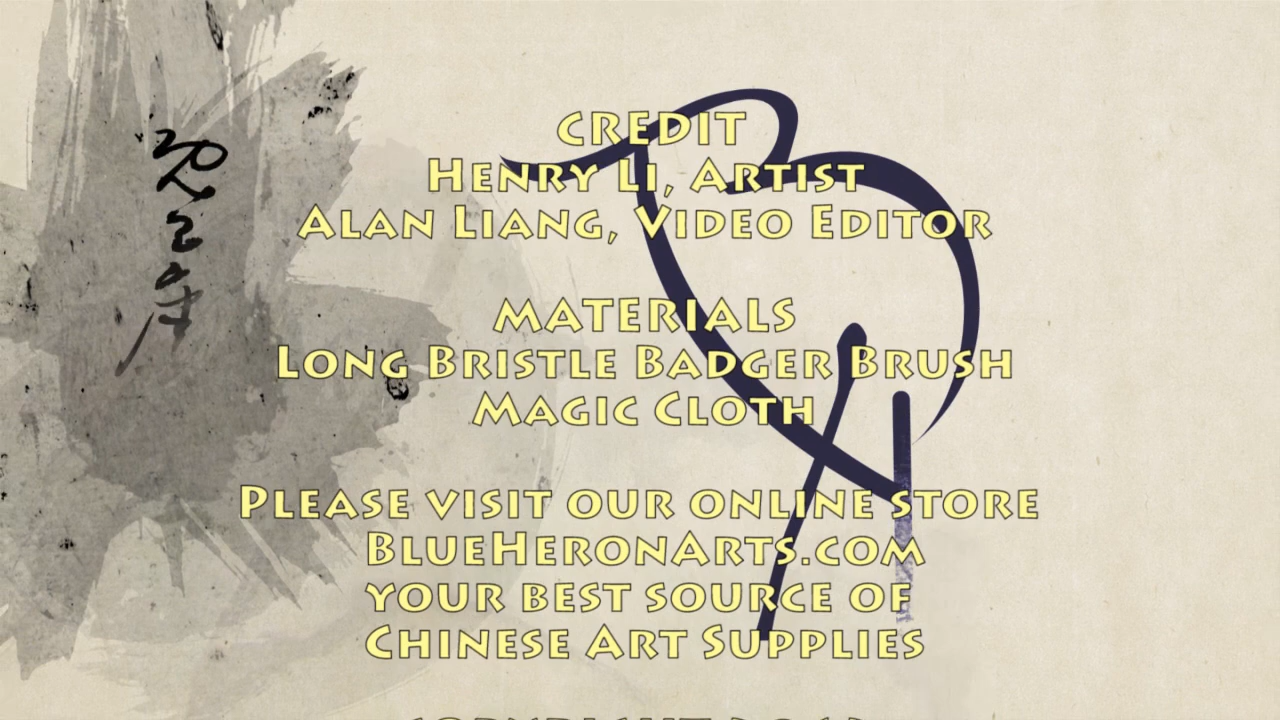 CREDIT
Henry Li, Artist
Alan Liang, Video Editor
MATERIALS
Long Bristle Badger Brush
Magic Cloth
Please visit our online store
BlueHeronArts.com
your best source of
Chinese Art Supplies